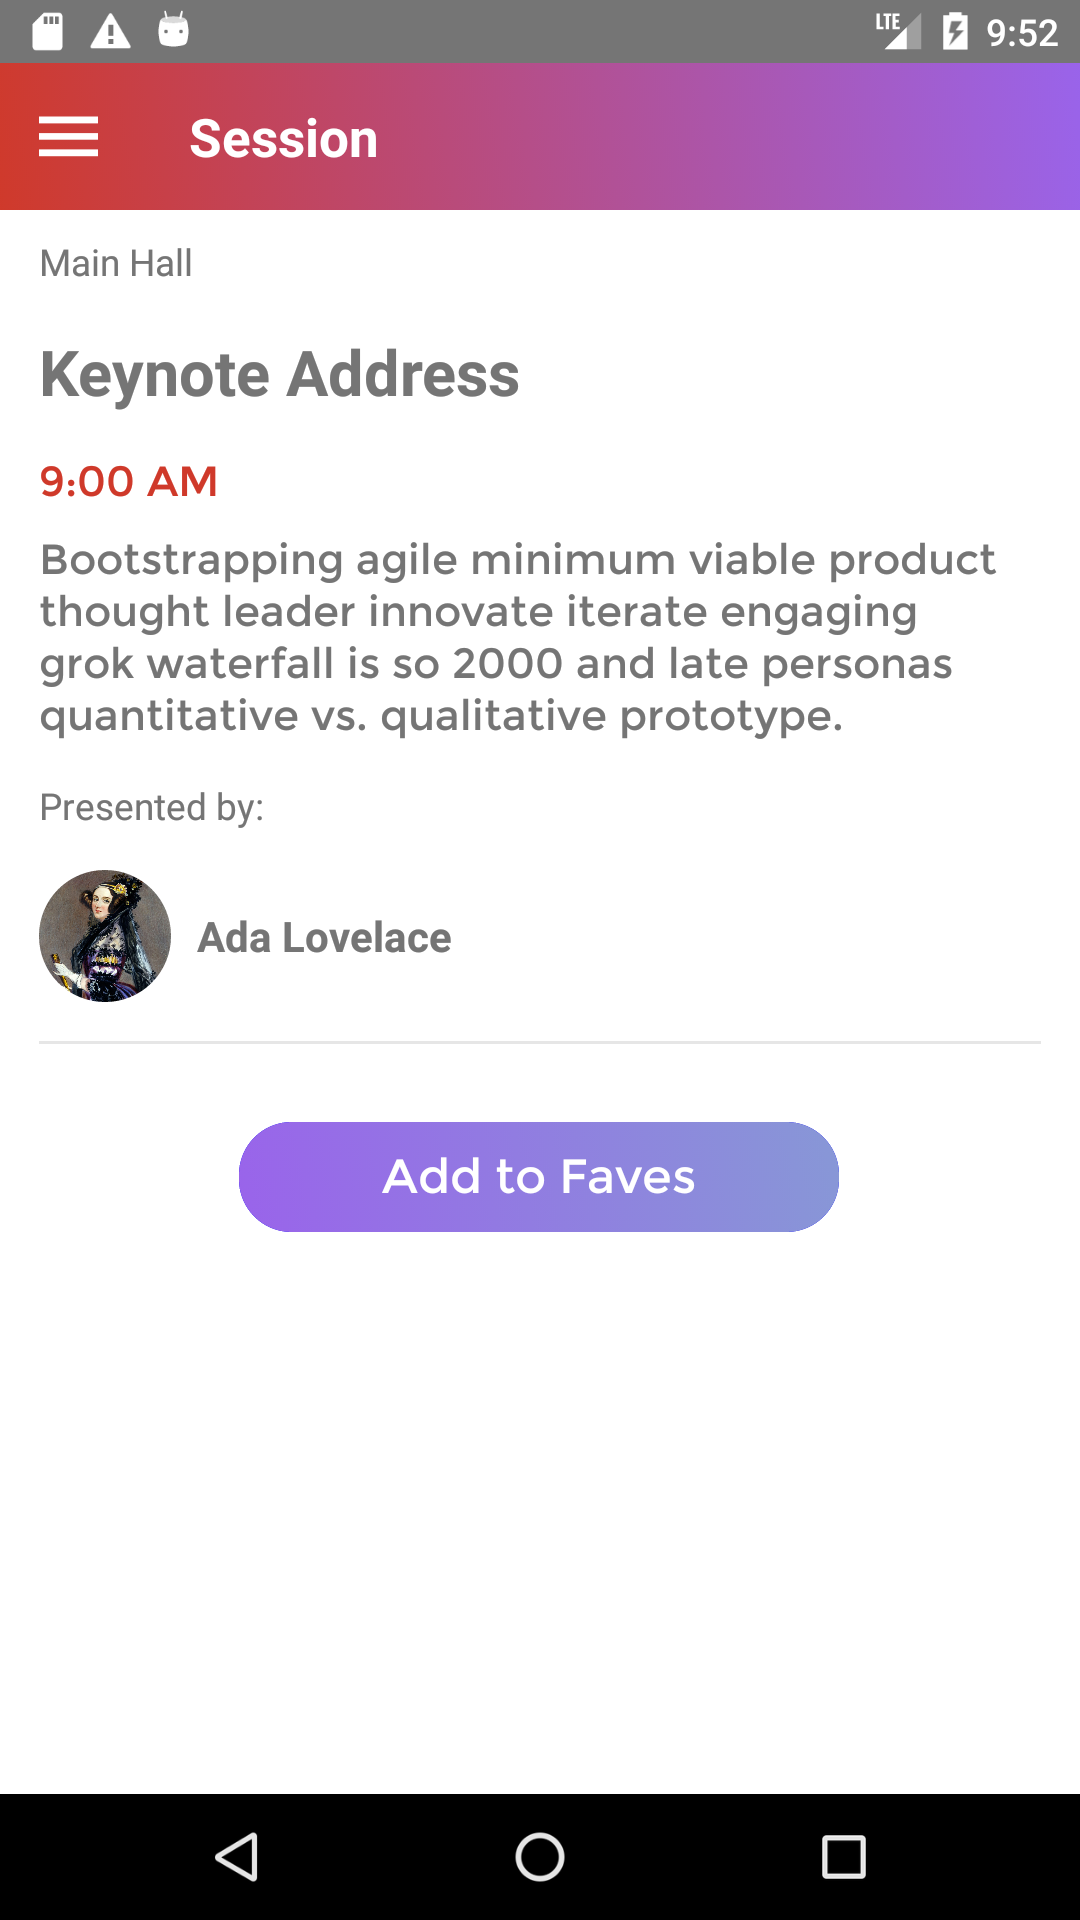 LTE 9:52
Session
Main Hall
Keynote Address
9:00 AM
Bootstrapping agile minimum viable product
thought leader innovate iterate engaging
grok waterfall is so 2000 and late personas
quantitative vs. qualitative prototype.
Presented by:
Ada Lovelace
Add to Faves